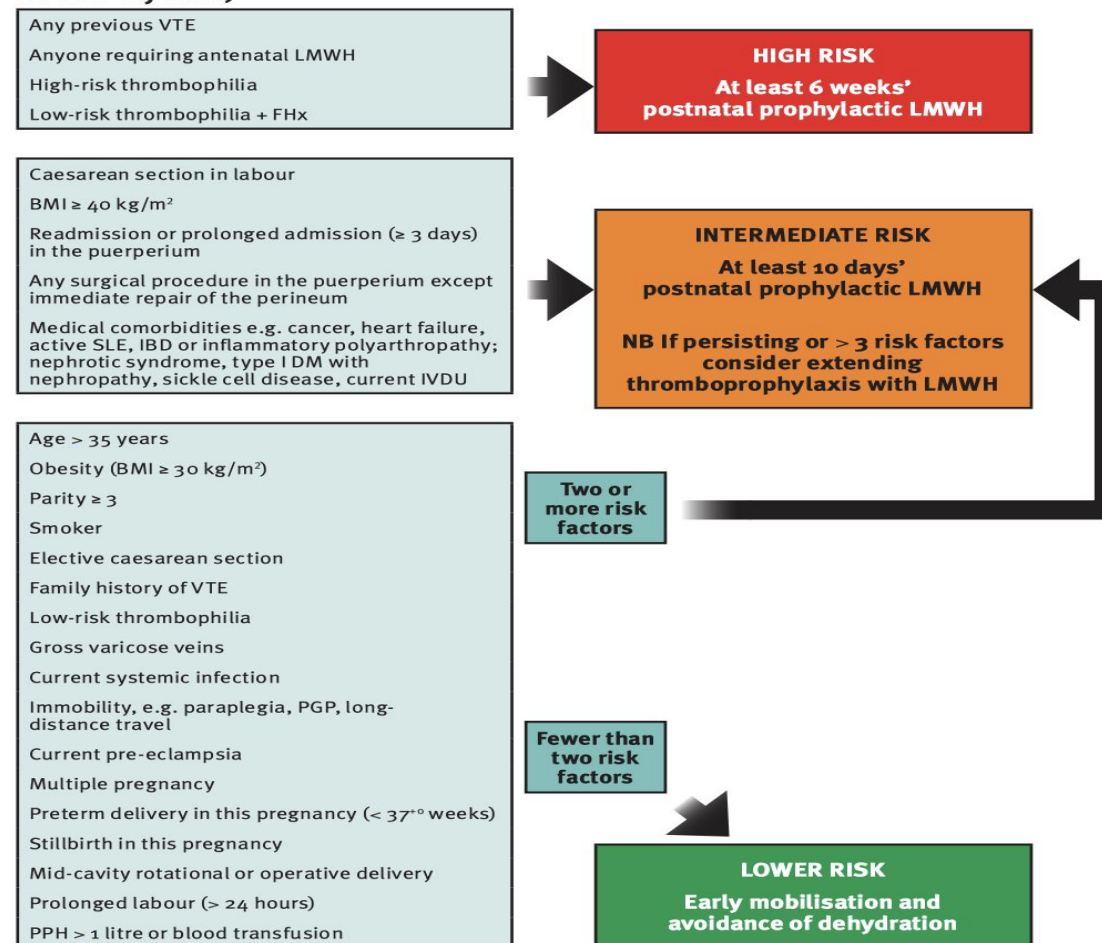 Any previous VTE
Anyone requiring antenatal LMWH
High-risk thrombophilia
Low-risk thrombophilia + FHx
HIGH RISK
At least 6 weeks'
postnatal prophylactic LMWH
Caesarean section in labour
BMI ≥ 40 kg/m²
Readmission or prolonged admission (≥ 3 days)
in the puerperium
Any surgical procedure in the puerperium except
immediate repair of the perineum
Medical comorbidities e.g. cancer, heart failure,
active SLE, IBD or inflammatory polyarthropathy;
nephrotic syndrome, type I DM with
nephropathy, sickle cell disease, current IVDU
INTERMEDIATE RISK
At least 10 days'
postnatal prophylactic LMWH
NB If persisting or > 3 risk factors
consider extending
thromboprophylaxis with LMWH
Age > 35 years
Obesity (BMI ≥ 30 kg/m²)
Parity ≥ 3
Smoker
Elective caesarean section
Family history of VTE
Low-risk thrombophilia
Gross varicose veins
Current systemic infection
Immobility, e.g. paraplegia, PGP, long-
distance travel
Current pre-eclampsia
Multiple pregnancy
Preterm delivery in this pregnancy (< 37⁺⁰ weeks)
Stillbirth in this pregnancy
Mid-cavity rotational or operative delivery
Prolonged labour (> 24 hours)
PPH > 1 litre or blood transfusion
Two or
more risk
factors
Fewer than
two risk
factors
LOWER RISK
Early mobilisation and
avoidance of dehydration